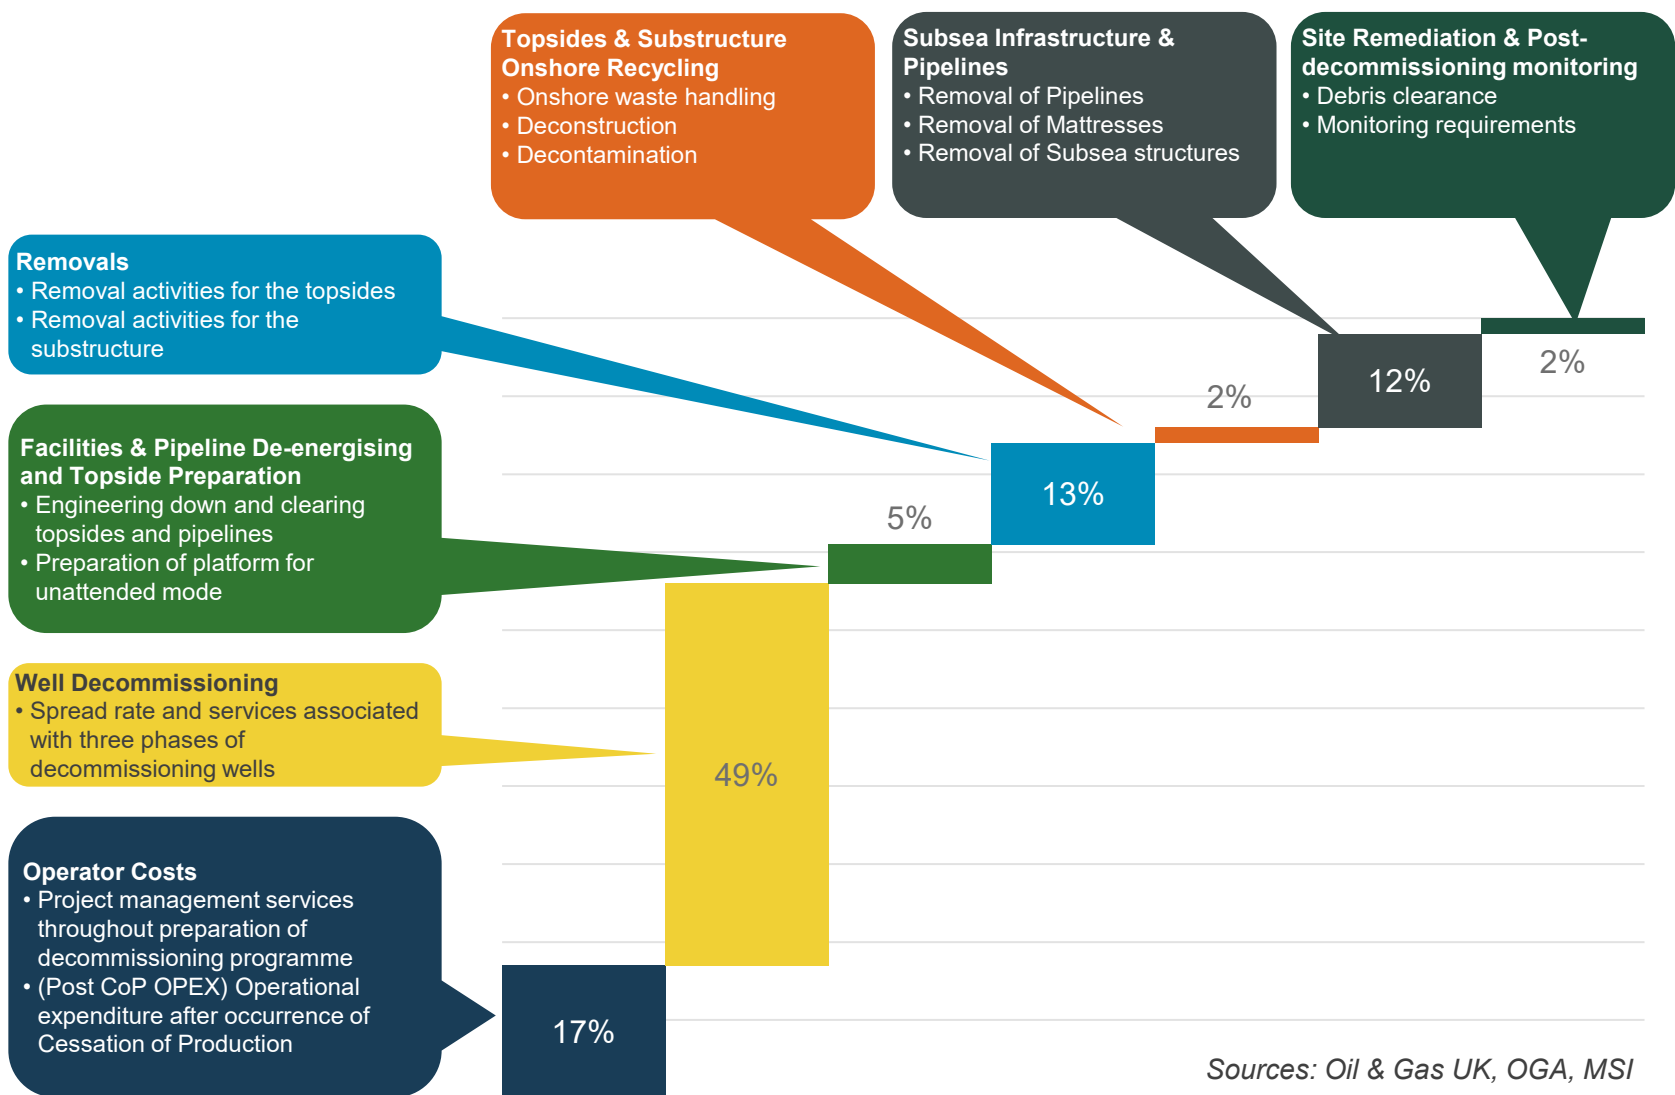 Topsides & Substructure
Onshore Recycling
• Onshore waste handling
• Deconstruction
• Decontamination
Subsea Infrastructure &
Pipelines
• Removal of Pipelines
• Removal of Mattresses
• Removal of Subsea structures
Site Remediation & Post-
decommissioning monitoring
• Debris clearance
• Monitoring requirements
Removals
• Removal activities for the topsides
• Removal activities for the
substructure
Facilities & Pipeline De-energising
and Topside Preparation
• Engineering down and clearing
topsides and pipelines
• Preparation of platform for
unattended mode
Well Decommissioning
• Spread rate and services associated
with three phases of
decommissioning wells
Operator Costs
• Project management services
throughout preparation of
decommissioning programme
• (Post CoP OPEX) Operational
expenditure after occurrence of
Cessation of Production
17%
49%
5%
13%
2%
12%
2%
Sources: Oil & Gas UK, OGA, MSI